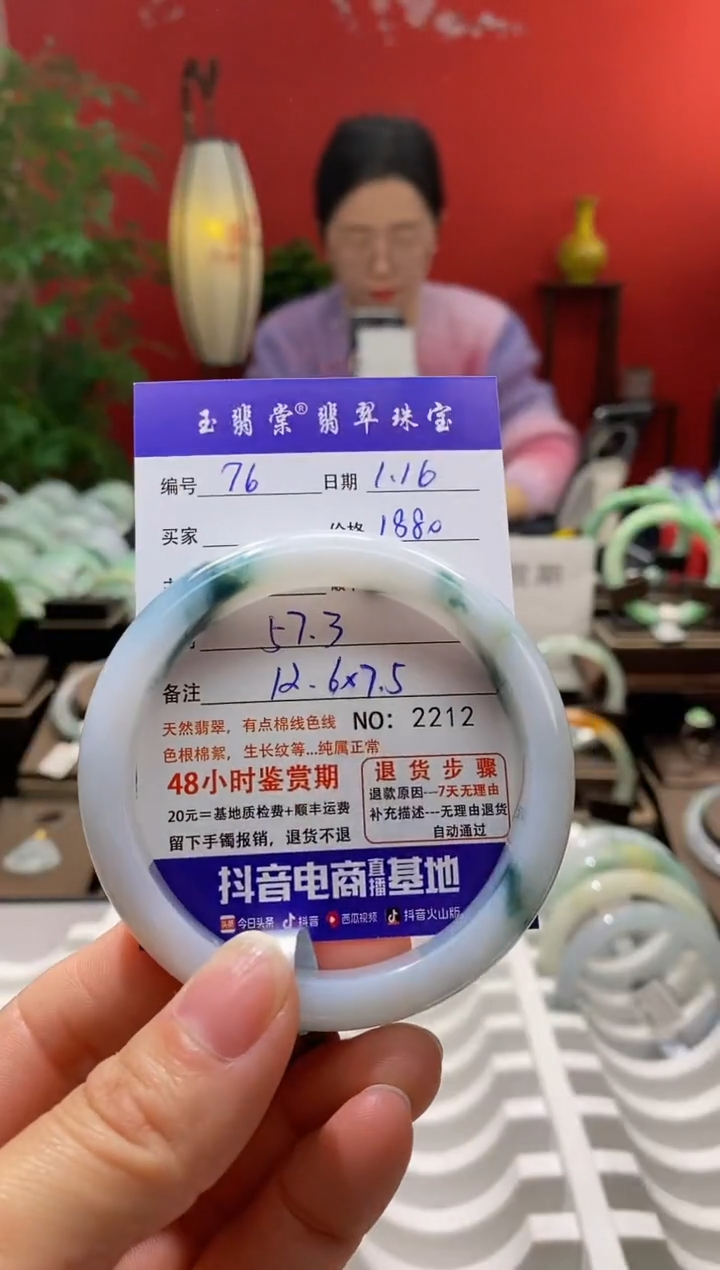 玉翡棠®翡翠珠宝
编号 76 日期 1.16
买家 价格 1880
57.3
备注 12.6x7.5
天然翡翠，有点棉线色线 NO: 2212
色根棉絮，生长纹等...纯属正常
48小时鉴赏期 退货步骤
退款原因---7天无理由
20元=基地质检费+顺丰运费
补充描述---无理由退货
留下手镯报销，退货不退
自动通过
抖音电商直播基地
头条 今日头条 抖音 西瓜视频 抖音火山版